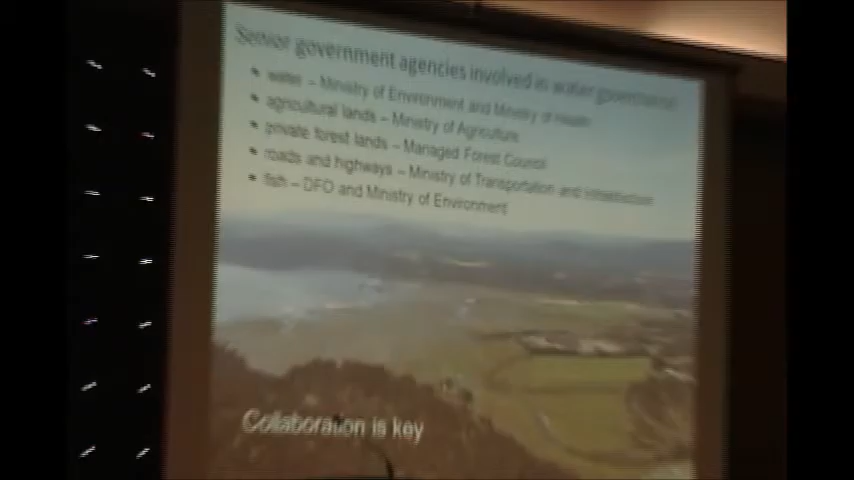 Senior government agencies involved in water governance
• water – Ministry of Environment and Ministry of Health
• agricultural lands – Ministry of Agriculture
• private forest lands – Managed Forest Council
• roads and highways – Ministry of Transportation and Infrastructure
• fish – DFO and Ministry of Environment
Collaboration is key